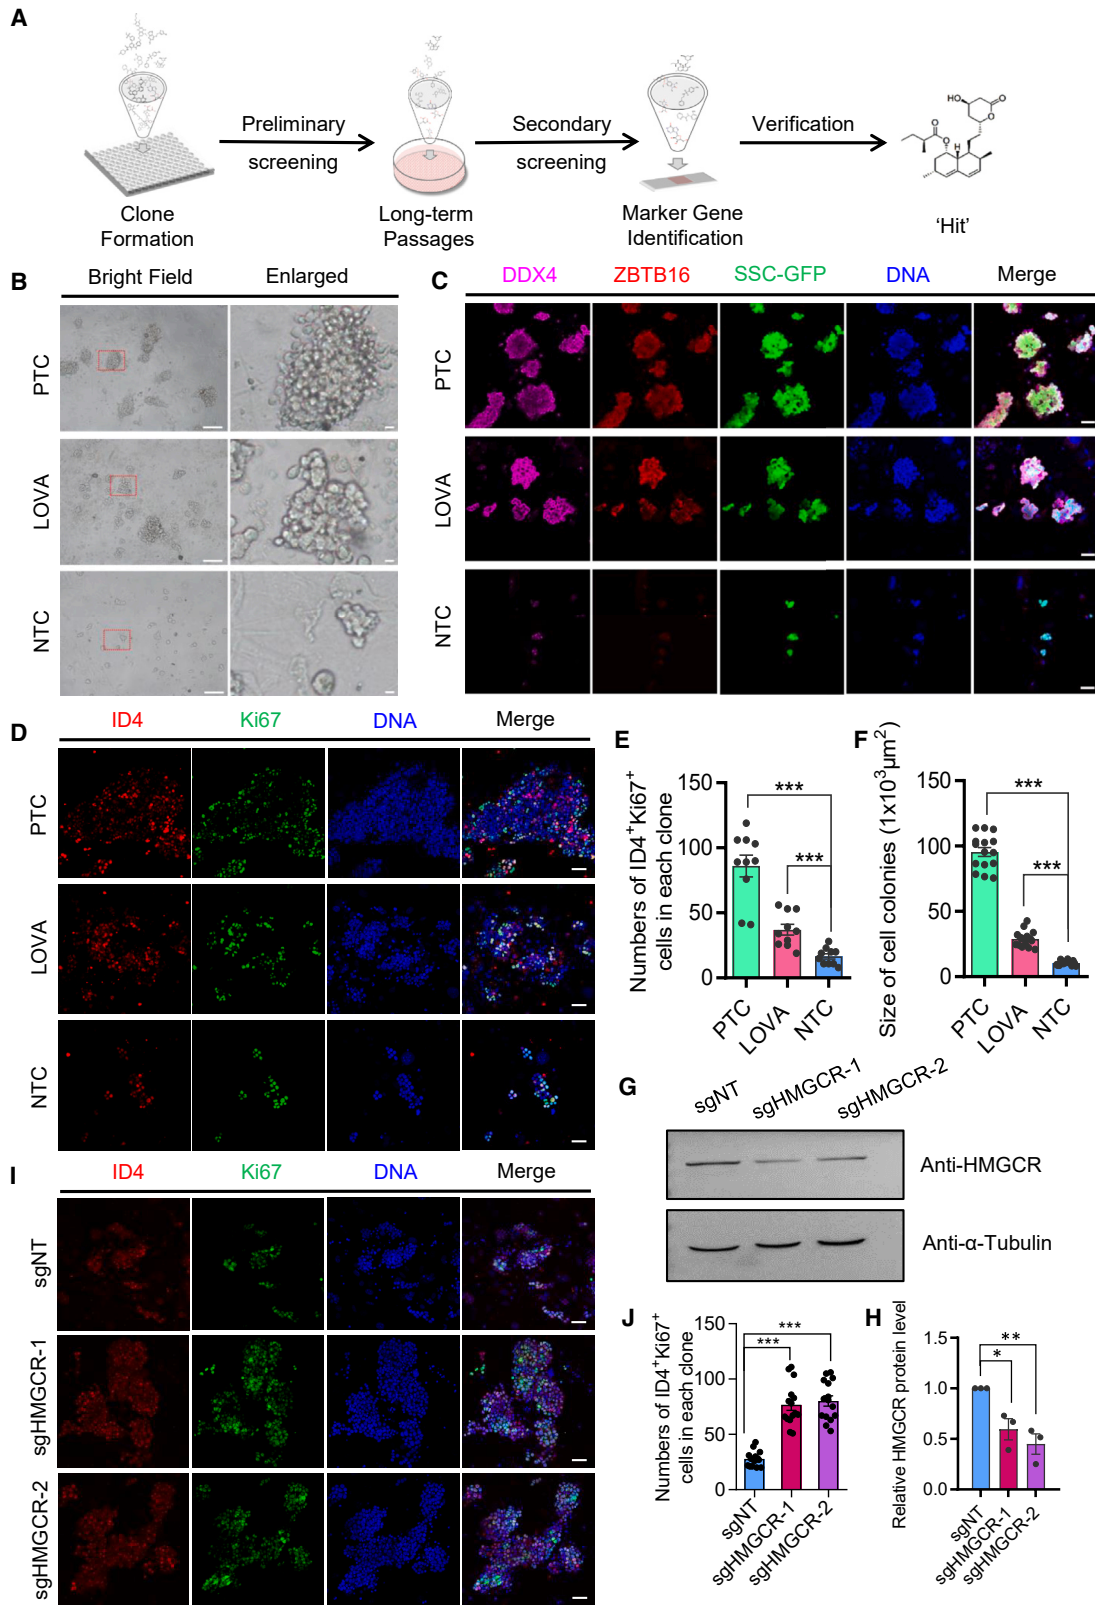 A
Preliminary
screening
Secondary
screening
Verification
HO
O
O
O
O
H
Clone
Formation
Long-term
Passages
Marker Gene
Identification
‘Hit’
B
Bright Field
Enlarged
PTC
LOVA
NTC
C
DDX4
ZBTB16
SSC-GFP
DNA
Merge
PTC
LOVA
NTC
D
ID4
Ki67
DNA
Merge
PTC
LOVA
NTC
E
Numbers of ID4⁺Ki67⁺
cells in each clone
150
100
50
0
***
***
PTC
LOVA
NTC
F
Size of cell colonies (1x10³µm²)
150
100
50
0
***
***
PTC
LOVA
NTC
G
sgNT
sgHMGCR-1
sgHMGCR-2
Anti-HMGCR
Anti-α-Tubulin
I
ID4
Ki67
DNA
Merge
sgNT
sgHMGCR-1
sgHMGCR-2
J
Numbers of ID4⁺Ki67⁺
cells in each clone
150
100
50
0
***
***
sgNT
sgHMGCR-1
sgHMGCR-2
H
Relative HMGCR protein level
1.5
1.0
0.5
0.0
**
*
sgNT
sgHMGCR-1
sgHMGCR-2